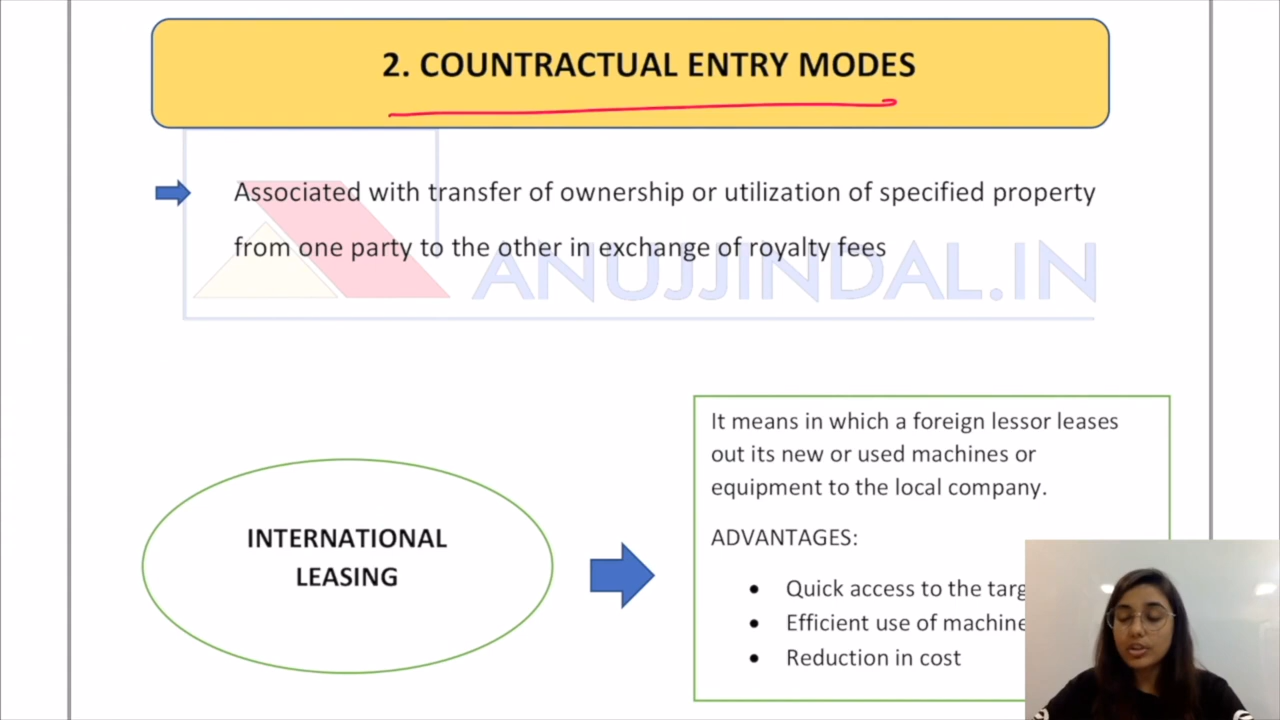 2. COUNTRACTUAL ENTRY MODES
Associated with transfer of ownership or utilization of specified property
from one party to the other in exchange of royalty fees
ANUJJINDAL.IN
INTERNATIONAL
LEASING
It means in which a foreign lessor leases
out its new or used machines or
equipment to the local company.
ADVANTAGES:
• Quick access to the
• Efficient use of
• Reduction in cost